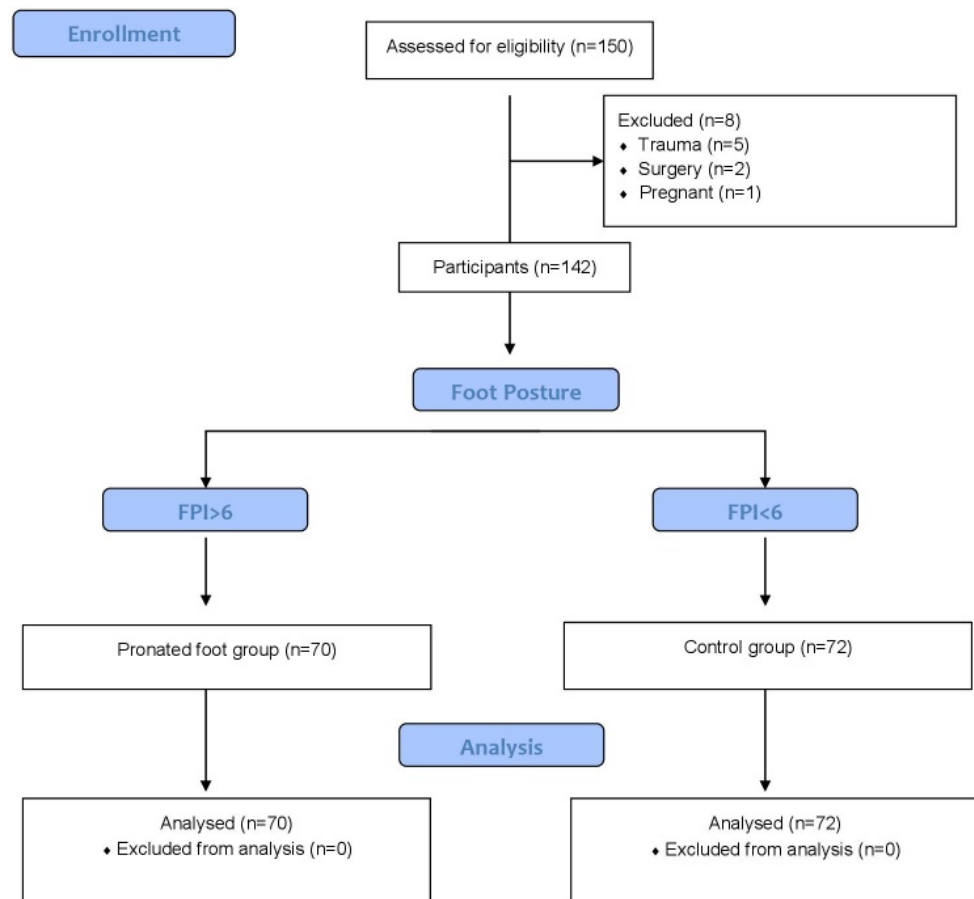 Enrollment
Assessed for eligibility (n=150)
Excluded (n=8)
♦ Trauma (n=5)
♦ Surgery (n=2)
♦ Pregnant (n=1)
Participants (n=142)
Foot Posture
FPI>6
FPI<6
Pronated foot group (n=70)
Control group (n=72)
Analysis
Analysed (n=70)
♦ Excluded from analysis (n=0)
Analysed (n=72)
♦ Excluded from analysis (n=0)